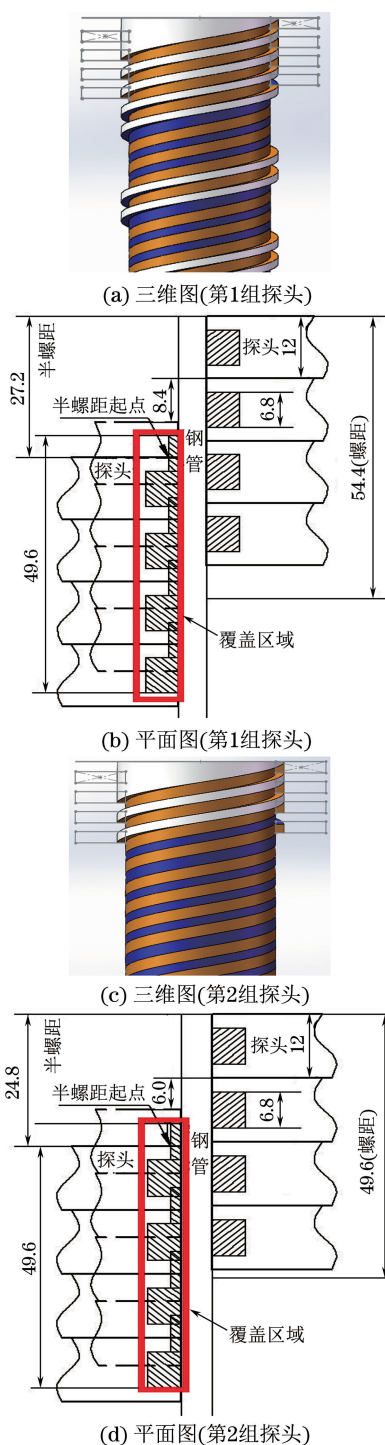 (a) 三维图(第1组探头)
27.2
半螺距
8.4
半螺距起点
探头
钢管
49.6
覆盖区域
探头
12
6.8
54.4(螺距)
(b) 平面图(第1组探头)
(c) 三维图(第2组探头)
24.8
半螺距
6.0
半螺距起点
探头
钢管
49.6
覆盖区域
探头
12
6.8
49.6(螺距)
(d) 平面图(第2组探头)